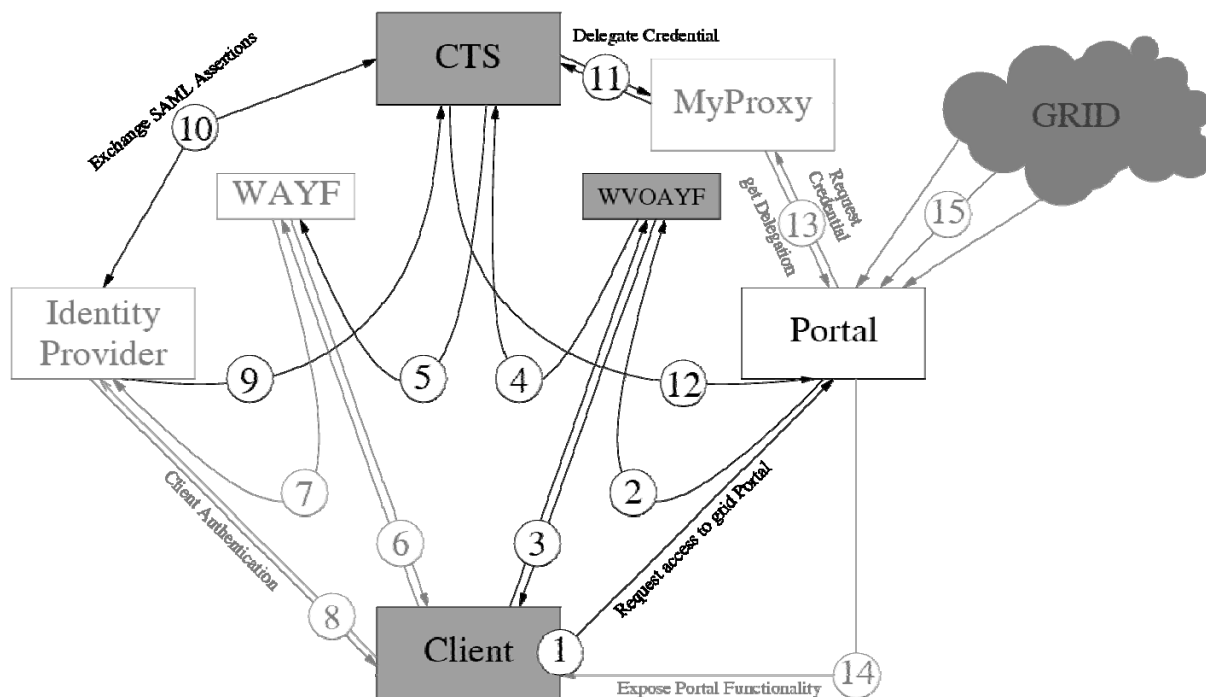 CTS
Delegate Credential
11
MyProxy
GRID
Exchange SAML Assertions
10
WAYF
WVOAYF
Request
Credential
13
get Delegation
15
Identity
Provider
Portal
9
5
4
12
7
2
Client Authentication
6
3
Request access to grid Portal
8
Client
1
14
Expose Portal Functionality